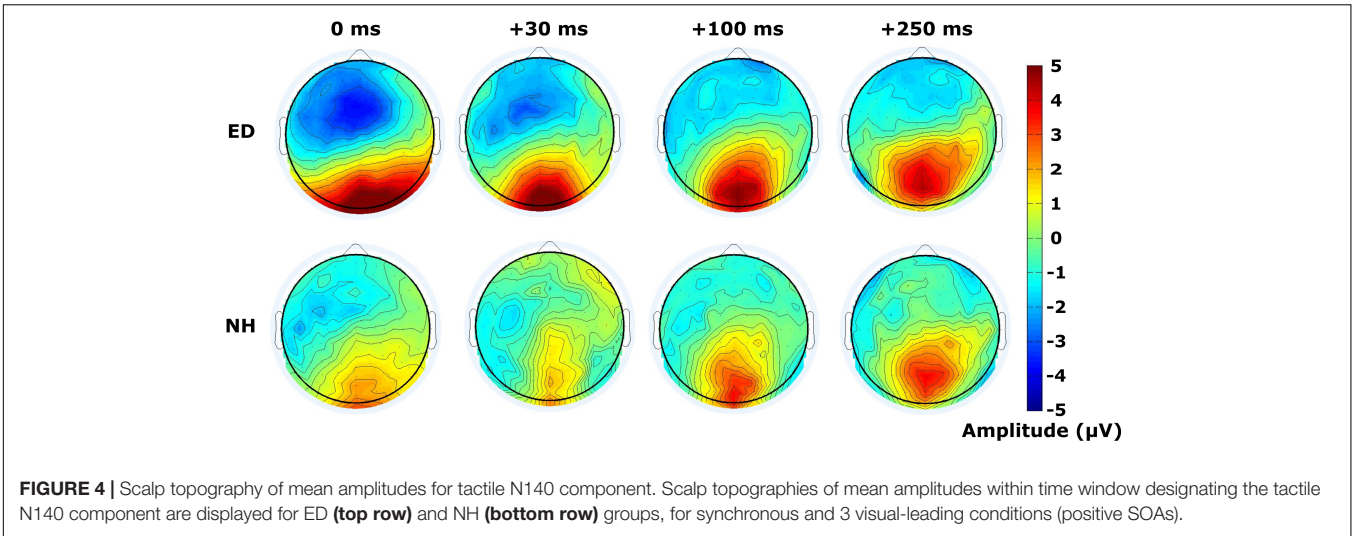 0 ms +30 ms +100 ms +250 ms
ED
NH
5
4
3
2
1
0
-1
-2
-3
-4
-5
Amplitude (µV)
FIGURE 4 | Scalp topography of mean amplitudes for tactile N140 component. Scalp topographies of mean amplitudes within time window designating the tactile
N140 component are displayed for ED (top row) and NH (bottom row) groups, for synchronous and 3 visual-leading conditions (positive SOAs).